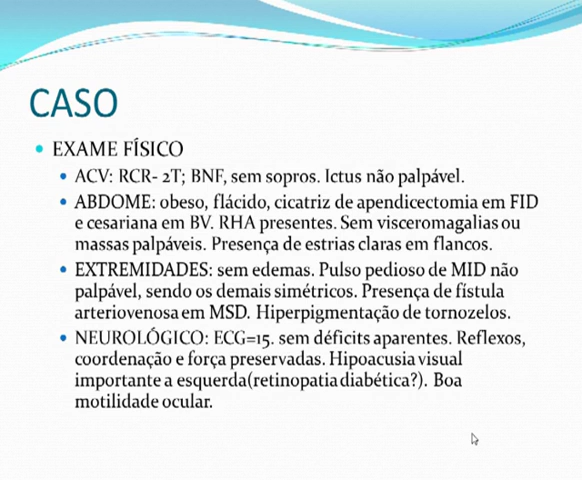 CASO
• EXAME FÍSICO
• ACV: RCR- 2T; BNF, sem sopros. Ictus não palpável.
• ABDOME: obeso, flácido, cicatriz de apendicectomia em FID
e cesariana em BV. RHA presentes. Sem visceromagalias ou
massas palpáveis. Presença de estrias claras em flancos.
• EXTREMIDADES: sem edemas. Pulso pedioso de MID não
palpável, sendo os demais simétricos. Presença de fístula
arteriovenosa em MSD. Hiperpigmentação de tornozelos.
• NEUROLÓGICO: ECG=15. sem déficits aparentes. Reflexos,
coordenação e força preservadas. Hipoacusia visual
importante a esquerda(retinopatia diabética?). Boa
motilidade ocular.